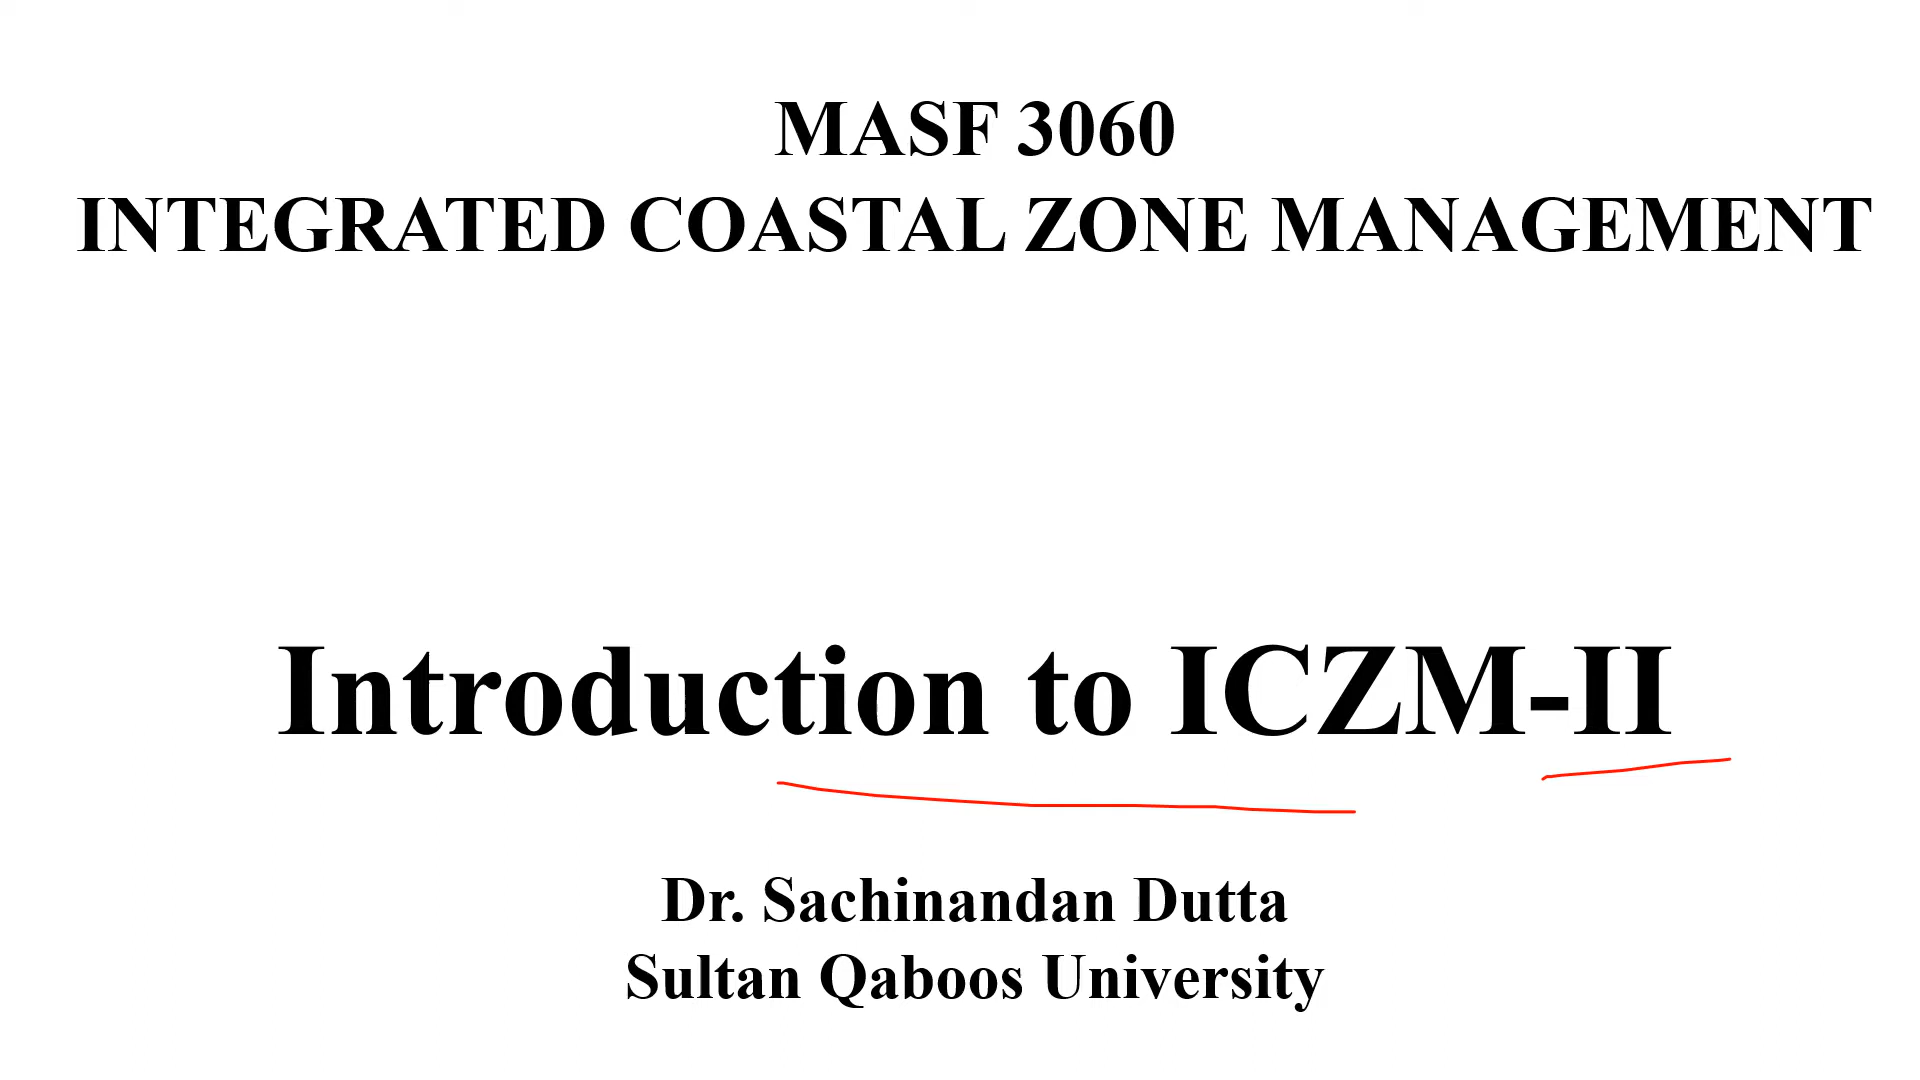 MASF 3060
INTEGRATED COASTAL ZONE MANAGEMENT
Introduction to ICZM-II
Dr. Sachinandan Dutta
Sultan Qaboos University